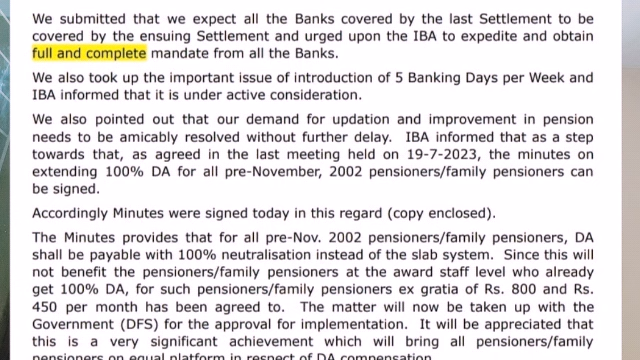 We submitted that we expect all the Banks covered by the last Settlement to be
covered by the ensuing Settlement and urged upon the IBA to expedite and obtain
full and complete mandate from all the Banks.
We also took up the important issue of introduction of 5 Banking Days per Week and
IBA informed that it is under active consideration.
We also pointed out that our demand for updation and improvement in pension
needs to be amicably resolved without further delay. IBA informed that as a step
towards that, as agreed in the last meeting held on 19-7-2023, the minutes on
extending 100% DA for all pre-November, 2002 pensioners/family pensioners can
be signed.
Accordingly Minutes were signed today in this regard (copy enclosed).
The Minutes provides that for all pre-Nov. 2002 pensioners/family pensioners, DA
shall be payable with 100% neutralisation instead of the slab system. Since this will
not benefit the pensioners/family pensioners at the award staff level who already
get 100% DA, for such pensioners/family pensioners ex gratia of Rs. 800 and Rs.
450 per month has been agreed to. The matter will now be taken up with the
Government (DFS) for the approval for implementation. It will be appreciated that
this is a very significant achievement which will bring all pensioners/family
pensioners on equal platform in respect of DA compensation.